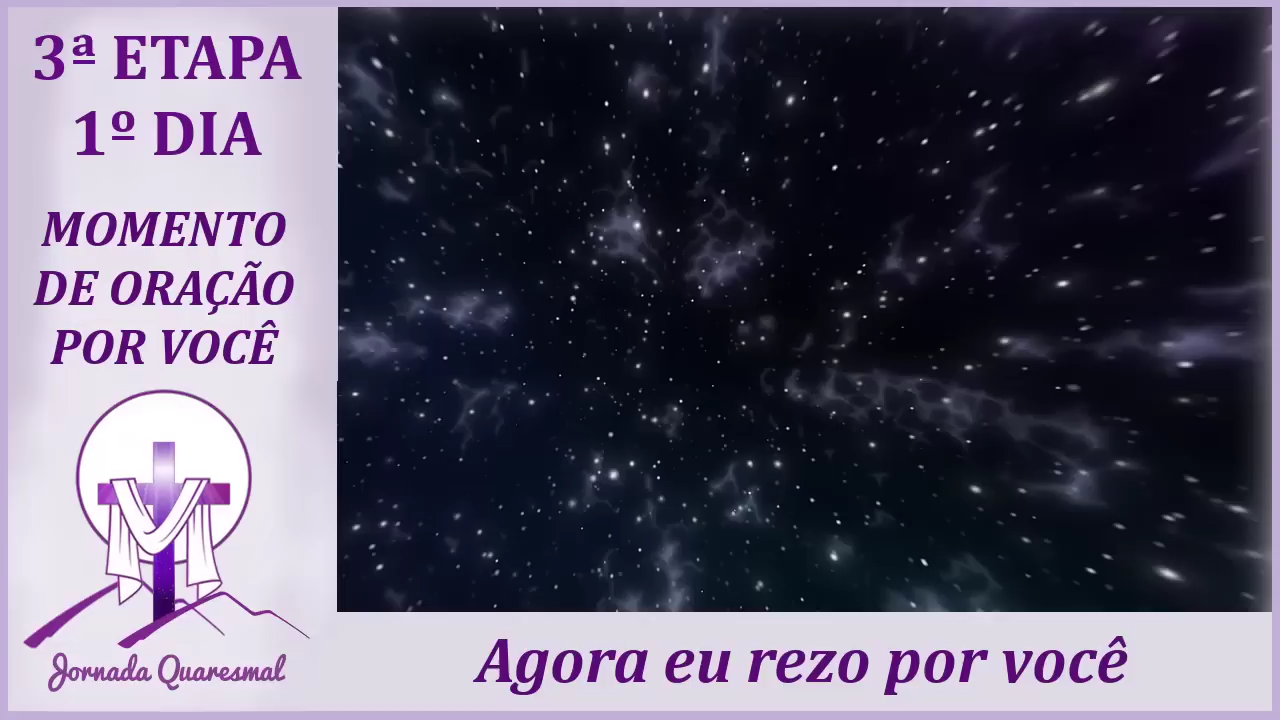 3ª ETAPA
1º DIA
MOMENTO
DE ORAÇÃO
POR VOCÊ
Jornada Quaresmal
Agora eu rezo por você